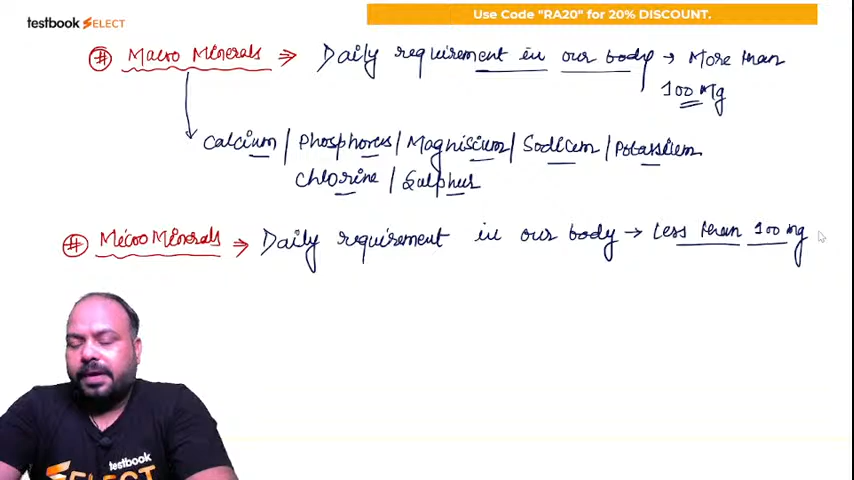 testbook SELECT
Use Code "RA20" for 20% DISCOUNT.
# Macro Minerals ⇒ Daily requirement in our body → More than
100 Mg
Calcium / Phosphorus / Maghisium / Sodium / Potassium
Chlorine / Sulphur
# Micro Minerals ⇒ Daily requirement in our body → Less than 100 mg
testbook
SELECT